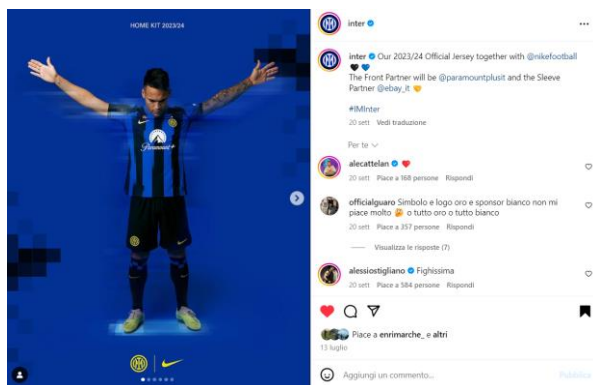 HOME KIT 2023/24
Paramount+
inter
inter Our 2023/24 Official Jersey together with @nikefootball
🖤 💙
The Front Partner will be @paramountplusit and the Sleeve
Partner @ebay_it 🤝
#IMInter
20 sett Vedi traduzione
Per te
alecattelan ❤️
20 sett Piace a 168 persone Rispondi
officialguaro Simbolo e logo oro e sponsor bianco non mi
piace molto 🤔 o tutto oro o tutto bianco
20 sett Piace a 357 persone Rispondi
Visualizza le risposte (7)
alessiostigliano Fighissima
20 sett Piace a 584 persone Rispondi
Piace a enrimarche_ e altri
13 luglio
Aggiungi un commento...
Pubblica